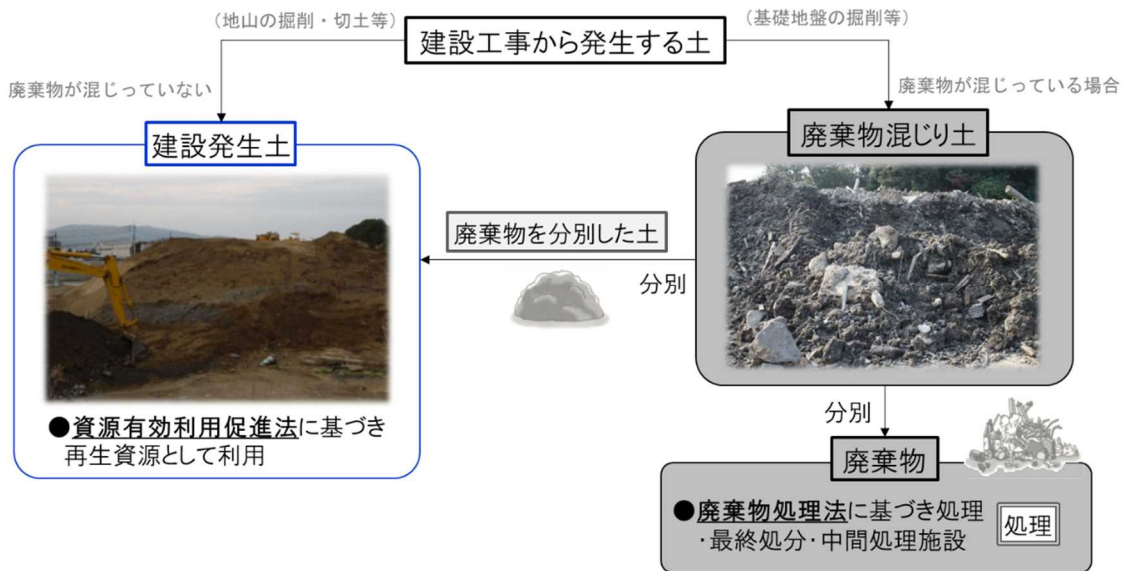 （地山の掘削・切土等）
建設工事から発生する土
（基礎地盤の掘削等）
廃棄物が混じっていない
廃棄物が混じっている場合
建設発生土
廃棄物混じり土
廃棄物を分別した土
分別
●資源有効利用促進法に基づき
再生資源として利用
分別
廃棄物
●廃棄物処理法に基づき処理
・最終処分・中間処理施設
処理